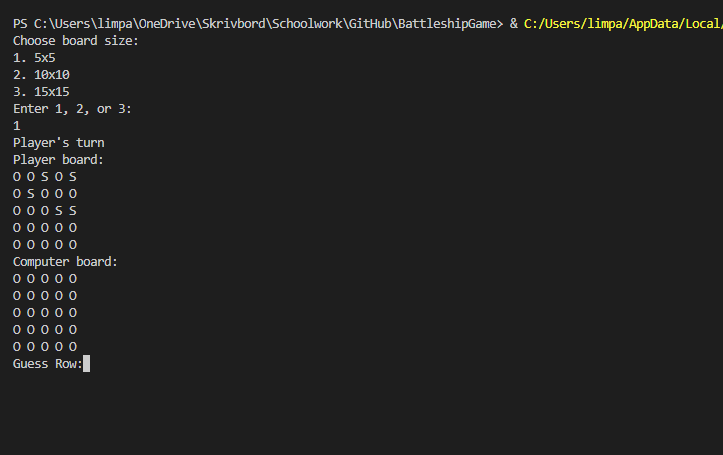 PS C:\Users\limpa\OneDrive\Skrivbord\Schoolwork\GitHub\BattleshipGame> & C:/Users/limpa/AppData/Local/
Choose board size:
1. 5x5
2. 10x10
3. 15x15
Enter 1, 2, or 3:
1
Player's turn
Player board:
O O S O S
O S O O O
O O O S S
O O O O O
O O O O O
Computer board:
O O O O O
O O O O O
O O O O O
O O O O O
O O O O O
Guess Row: